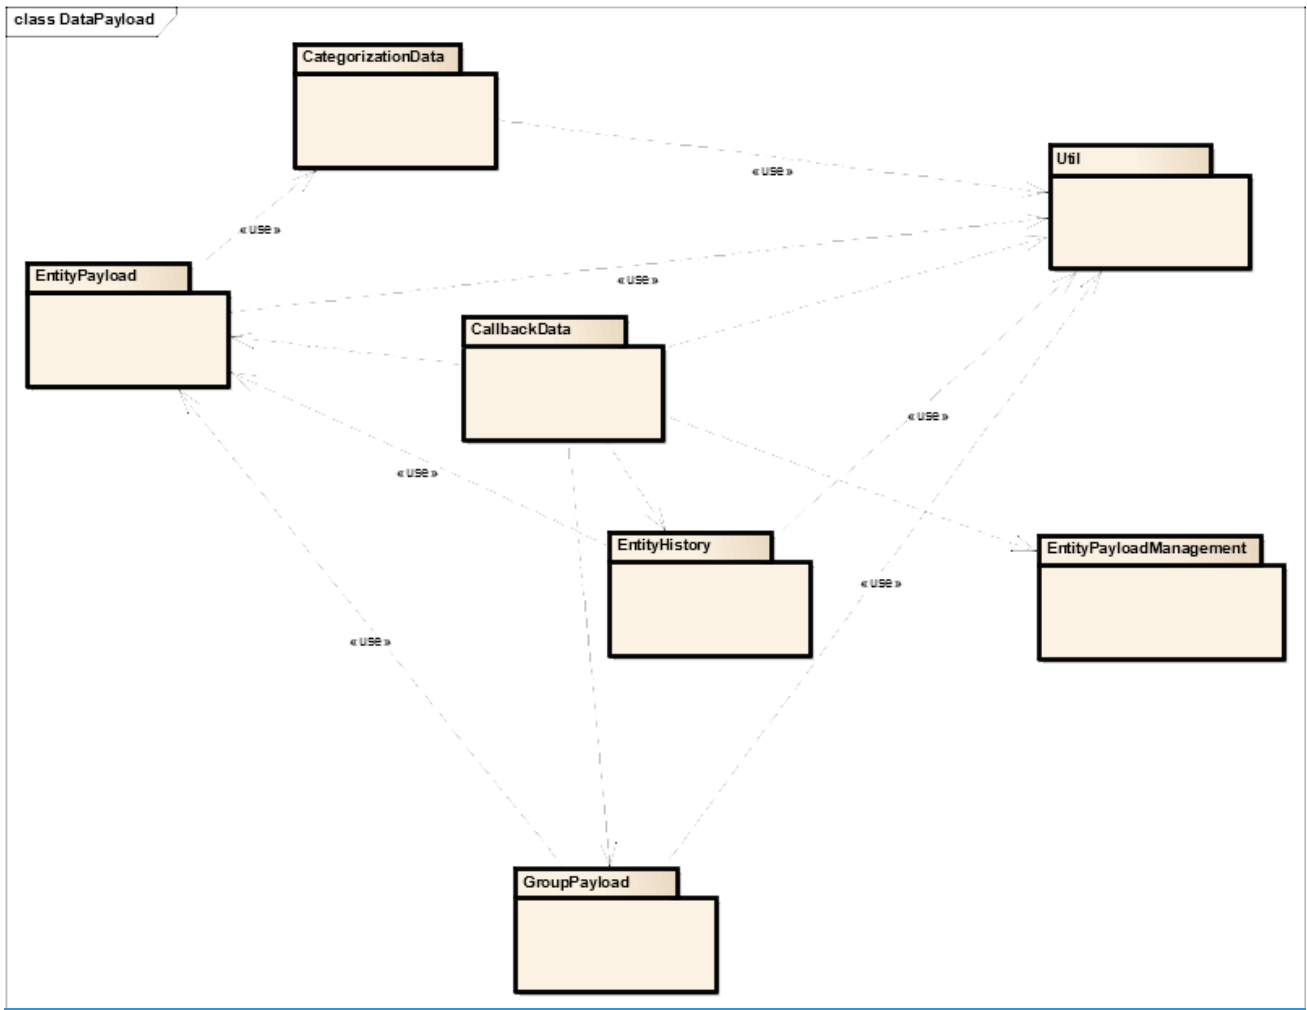 class DataPayload
CategorizationData
Util
«use»
«use»
EntityPayload
«use»
CallbackData
«use»
«use»
EntityHistory
EntityPayloadManagement
«use»
«use»
GroupPayload